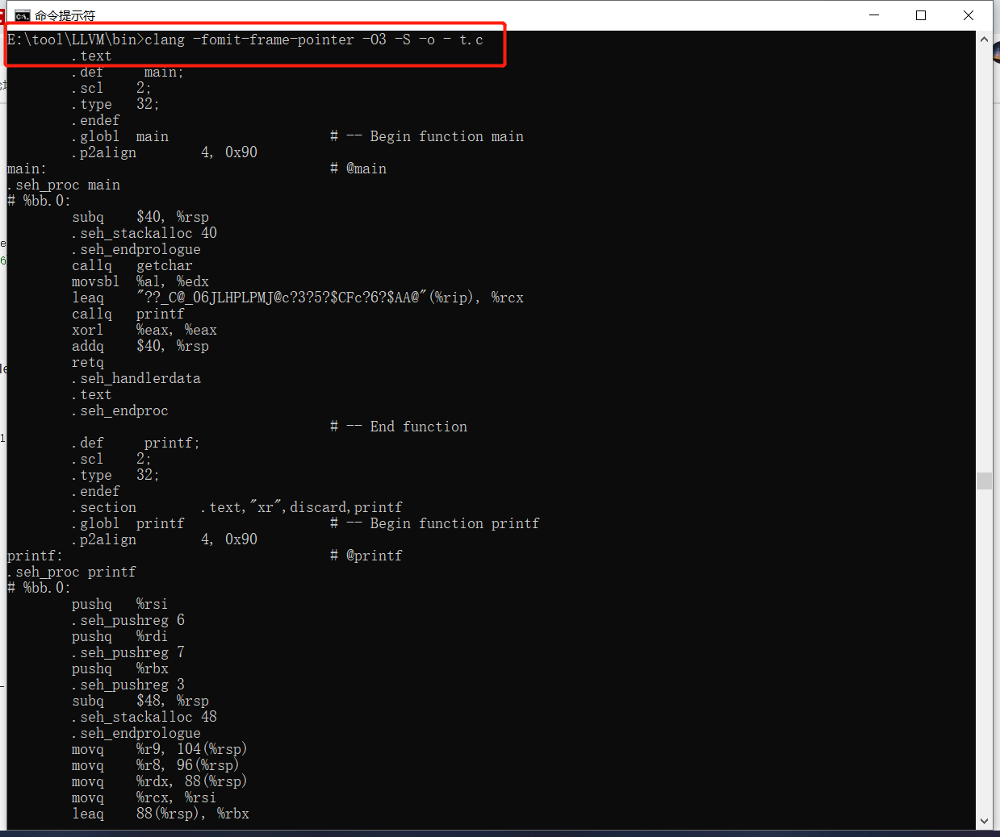 命令提示符
E:\tool\LLVM\bin>clang -fomit-frame-pointer -O3 -S -o - t.c
.text
.def main;
.scl 2;
.type 32;
.endef
.globl main # -- Begin function main
.p2align 4, 0x90
main: # @main
.seh_proc main
# %bb.0:
subq $40, %rsp
.seh_stackalloc 40
.seh_endprologue
callq getchar
movsbl %al, %edx
leaq "??_C@_06JLHPLPMJ@c?3?5?$CFc?6?$AA@"(%rip), %rcx
callq printf
xorl %eax, %eax
addq $40, %rsp
retq
.seh_handlerdata
.text
.seh_endproc
# -- End function
.def printf;
.scl 2;
.type 32;
.endef
.section .text,"xr",discard,printf
.globl printf # -- Begin function printf
.p2align 4, 0x90
printf: # @printf
.seh_proc printf
# %bb.0:
pushq %rsi
.seh_pushreg 6
pushq %rdi
.seh_pushreg 7
pushq %rbx
.seh_pushreg 3
subq $48, %rsp
.seh_stackalloc 48
.seh_endprologue
movq %r9, 104(%rsp)
movq %r8, 96(%rsp)
movq %rdx, 88(%rsp)
movq %rcx, %rsi
leaq 88(%rsp), %rbx